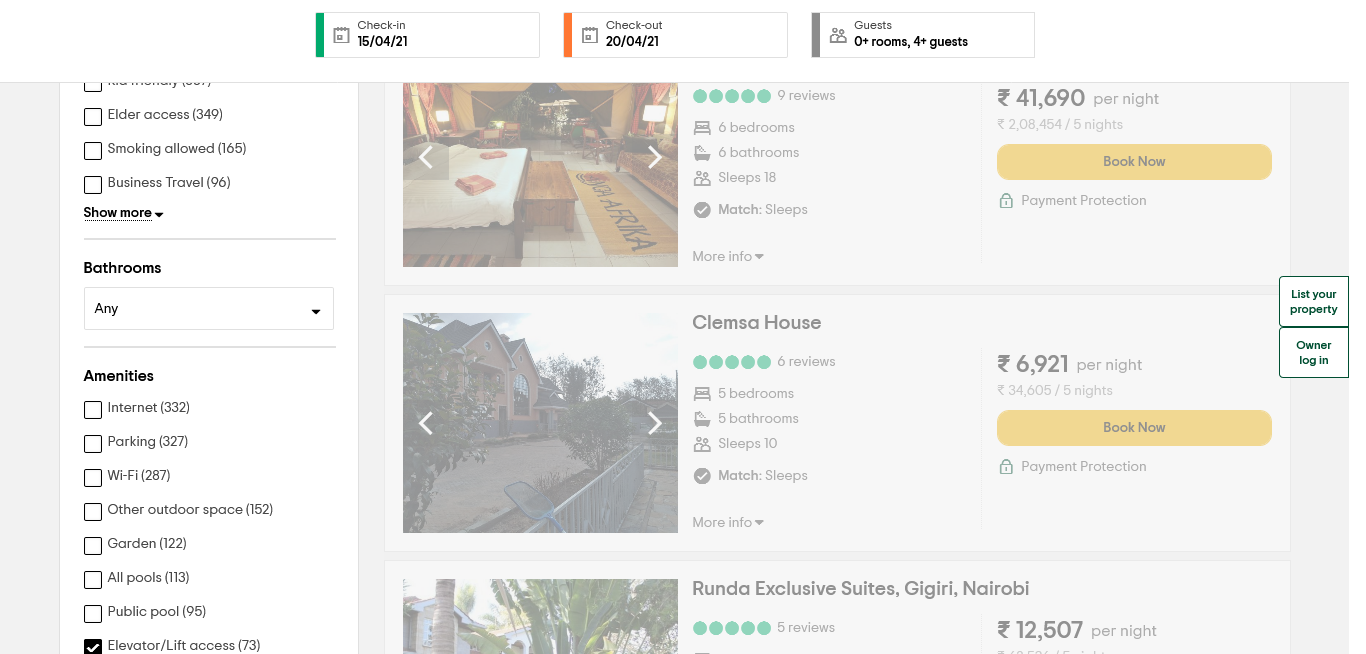 Check-in
15/04/21
Check-out
20/04/21
Guests
0+ rooms, 4+ guests
Elder access (349)
Smoking allowed (165)
Business Travel (96)
Show more
Bathrooms
Any
Amenities
Internet (332)
Parking (327)
Wi-Fi (287)
Other outdoor space (152)
Garden (122)
All pools (113)
Public pool (95)
Elevator/Lift access (73)
9 reviews
6 bedrooms
6 bathrooms
Sleeps 18
Match: Sleeps
More info
₹ 41,690 per night
₹ 2,08,454 / 5 nights
Book Now
Payment Protection
AFRIKA
Clemsa House
6 reviews
5 bedrooms
5 bathrooms
Sleeps 10
Match: Sleeps
More info
₹ 6,921 per night
₹ 34,605 / 5 nights
Book Now
Payment Protection
Runda Exclusive Suites, Gigiri, Nairobi
5 reviews
₹ 12,507 per night
List your
property
Owner
log in